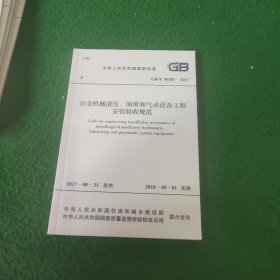 UDC
中华人民共和国国家标准
GB
P
GB/T 50387-2017
冶金机械液压、润滑和气动设备工程
安装验收规范
Code for engineering installation acceptance of
metallurgical machinery hydraulic,
lubricating and pneumatic system equipment
2017-08-31 发布
2018-05-01 实施
中华人民共和国住房和城乡建设部
中华人民共和国国家质量监督检验检疫总局
联合发布